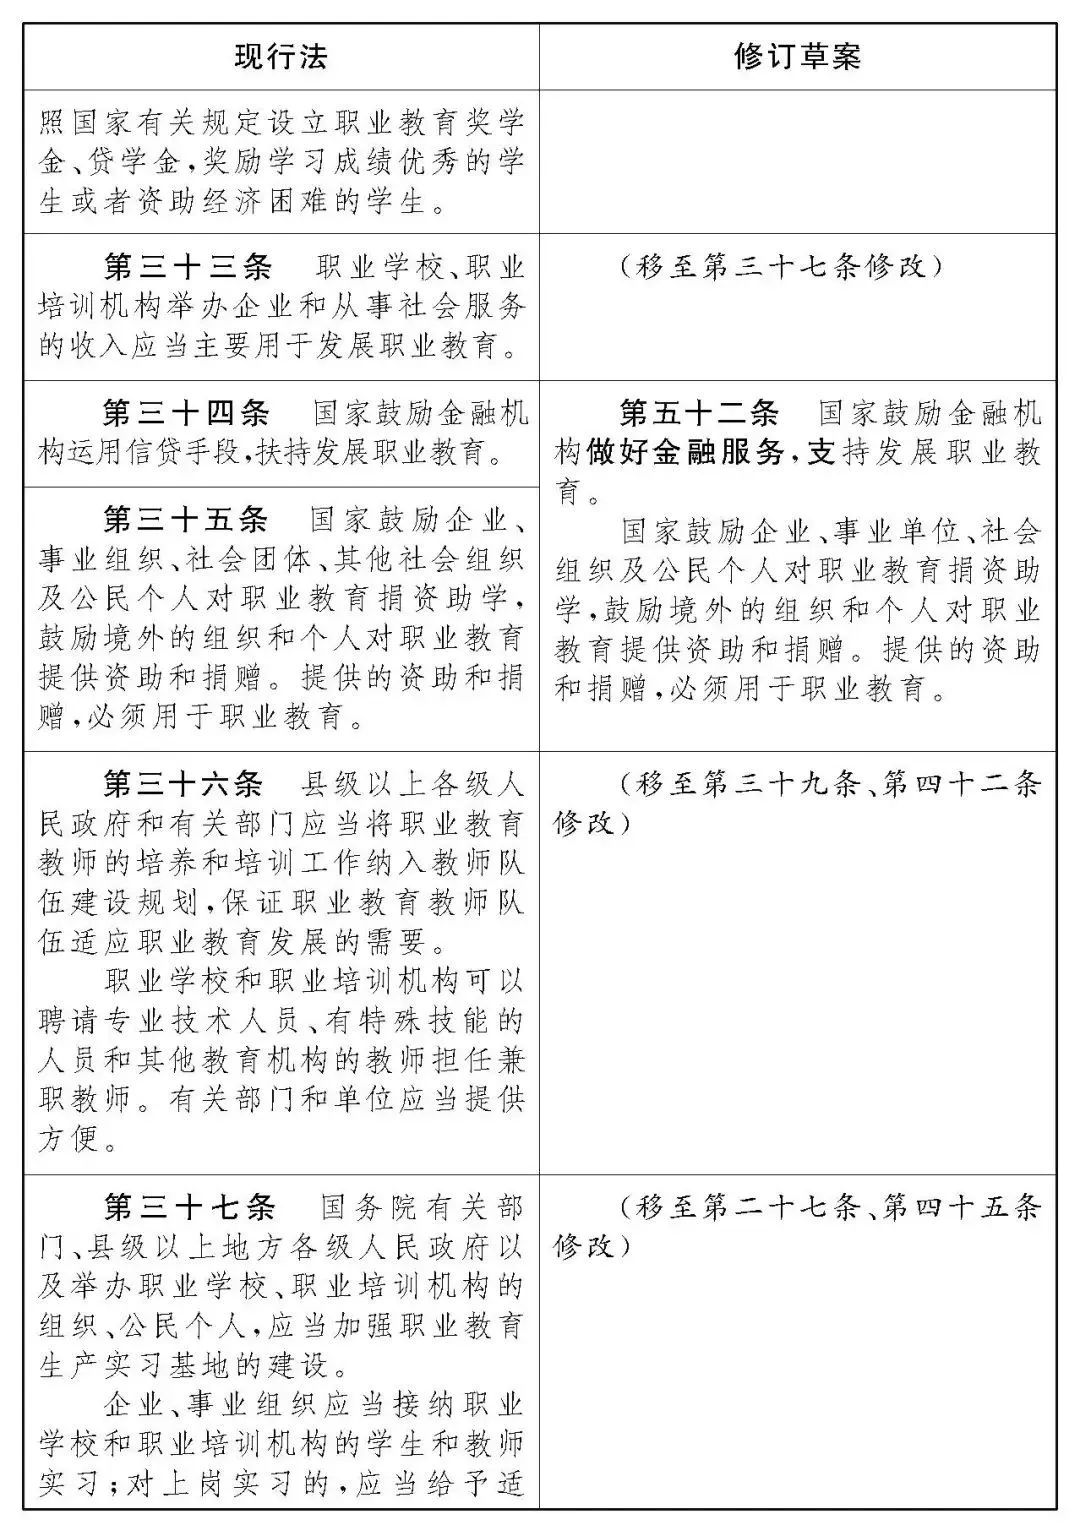 现行法
修订草案
照国家有关规定设立职业教育奖学
金、贷学金,奖励学习成绩优秀的学
生或者资助经济困难的学生。
第三十三条 职业学校、职业
培训机构举办企业和从事社会服务
的收入应当主要用于发展职业教育。
(移至第三十七条修改)
第三十四条 国家鼓励金融机
构运用信贷手段,扶持发展职业教育。
第三十五条 国家鼓励企业、
事业组织、社会团体、其他社会组织
及公民个人对职业教育捐资助学,
鼓励境外的组织和个人对职业教育
提供资助和捐赠。提供的资助和捐
赠,必须用于职业教育。
第五十二条 国家鼓励金融机
构做好金融服务,支持发展职业教
育。
国家鼓励企业、事业单位、社会
组织及公民个人对职业教育捐资助
学,鼓励境外的组织和个人对职业
教育提供资助和捐赠。提供的资助
和捐赠,必须用于职业教育。
第三十六条 县级以上各级人
民政府和有关部门应当将职业教育
教师的培养和培训工作纳入教师队
伍建设规划,保证职业教育教师队
伍适应职业教育发展的需要。
职业学校和职业培训机构可以
聘请专业技术人员、有特殊技能的
人员和其他教育机构的教师担任兼
职教师。有关部门和单位应当提供
方便。
(移至第三十九条、第四十二条
修改)
第三十七条 国务院有关部
门、县级以上地方各级人民政府以
及举办职业学校、职业培训机构的
组织、公民个人,应当加强职业教育
生产实习基地的建设。
企业、事业组织应当接纳职业
学校和职业培训机构的学生和教师
实习;对上岗实习的,应当给予适
(移至第二十七条、第四十五条
修改)